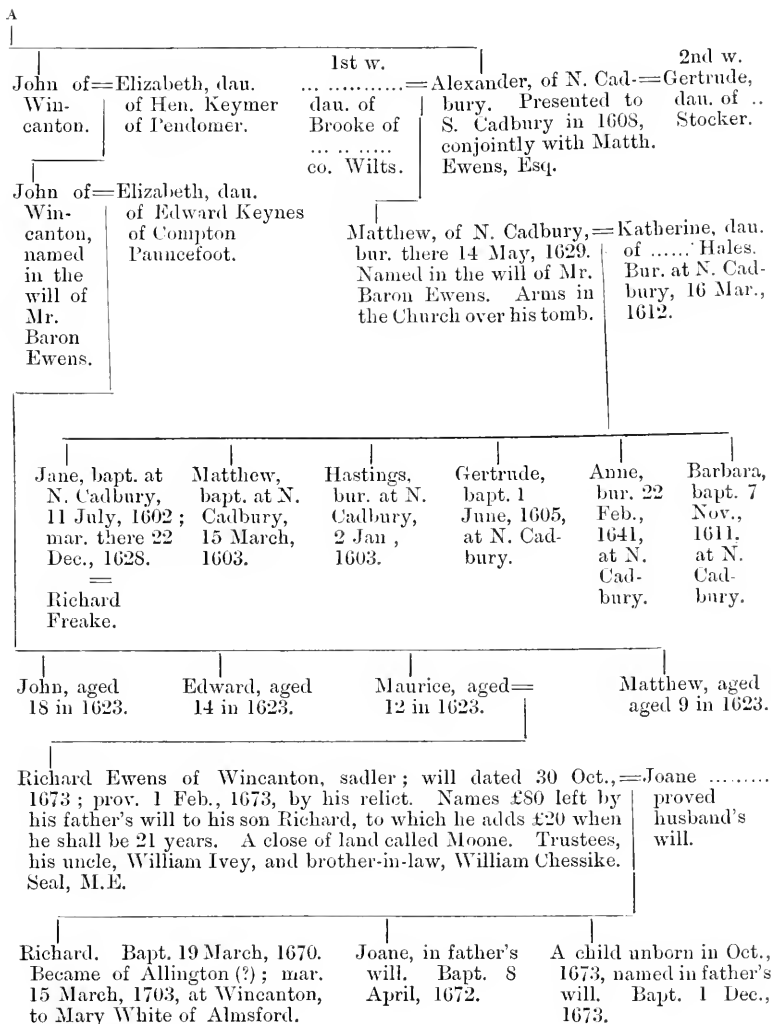 A
1st w.
2nd w.
John of=Elizabeth, dau.
Win-
canton.
of Hen. Keymer
of Pendomer.
... ...........=Alexander, of N. Cad-=Gertrude,
dau. of
Brooke of
... .. .....
co. Wilts.
bury. Presented to
S. Cadbury in 1608,
conjointly with Matth.
Ewens, Esq.
dau. of ..
Stocker.
John of=Elizabeth, dau.
Win-
canton,
named
in the
will of
Mr.
Baron
Ewens.
of Edward Keynes
of Compton
Pauncefoot.
Matthew, of N. Cadbury,=Katherine, dau.
bur. there 14 May, 1629.
Named in the will of Mr.
Baron Ewens. Arms in
the Church over his tomb.
of ...... Hales.
Bur. at N. Cad-
bury, 16 Mar.,
1612.
Jane, bapt. at
N. Cadbury,
11 July, 1602;
mar. there 22
Dec., 1628.
=
Richard
Freake.
Matthew,
bapt. at N.
Cadbury,
15 March,
1603.
Hastings,
bur. at N.
Cadbury,
2 Jan ,
1603.
Gertrude,
bapt. 1
June, 1605,
at N. Cad-
bury.
Anne,
bur. 22
Feb.,
1641,
at N.
Cad-
bury.
Barbara,
bapt. 7
Nov.,
1611.
at N.
Cad-
bury.
John, aged
18 in 1623.
Edward, aged
14 in 1623.
Maurice, aged=
12 in 1623.
Matthew, aged
aged 9 in 1623.
Richard Ewens of Wincanton, sadler; will dated 30 Oct.,=Joane .........
1673; prov. 1 Feb., 1673, by his relict. Names £80 left by
his father's will to his son Richard, to which he adds £20 when
he shall be 21 years. A close of land called Moone. Trustees,
his uncle, William Ivey, and brother-in-law, William Chessike.
Seal, M.E.
proved
husband's
will.
Richard. Bapt. 19 March, 1670.
Became of Allington (?); mar.
15 March, 1703, at Wincanton,
to Mary White of Almsford.
Joane, in father's
will. Bapt. 8
April, 1672.
A child unborn in Oct.,
1673, named in father's
will. Bapt. 1 Dec.,
1673.